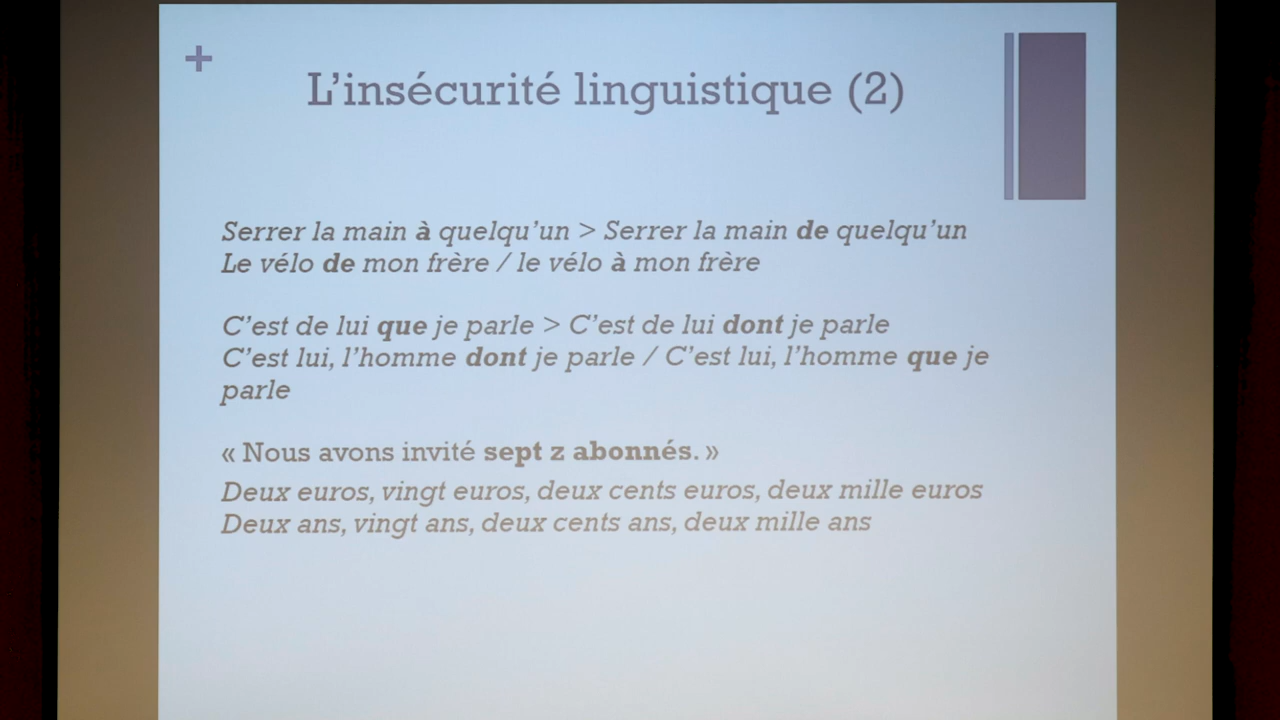 +
L’insécurité linguistique (2)
Serrer la main à quelqu’un > Serrer la main de quelqu’un
Le vélo de mon frère / le vélo à mon frère
C’est de lui que je parle > C’est de lui dont je parle
C’est lui, l’homme dont je parle / C’est lui, l’homme que je
parle
« Nous avons invité sept z abonnés. »
Deux euros, vingt euros, deux cents euros, deux mille euros
Deux ans, vingt ans, deux cents ans, deux mille ans